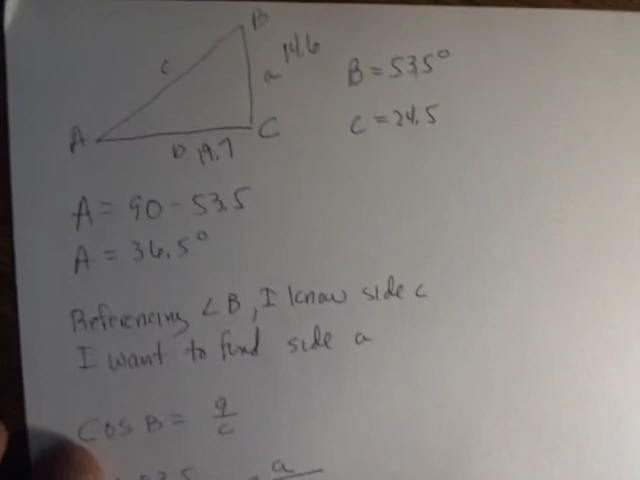 B
14.6
c
a
B = 53.5°
A
C
c = 24.5
b 19.7
A = 90 - 53.5
A = 36.5°
Referencing ∠B, I know side c
I want to find side a
cos B = a/c
a